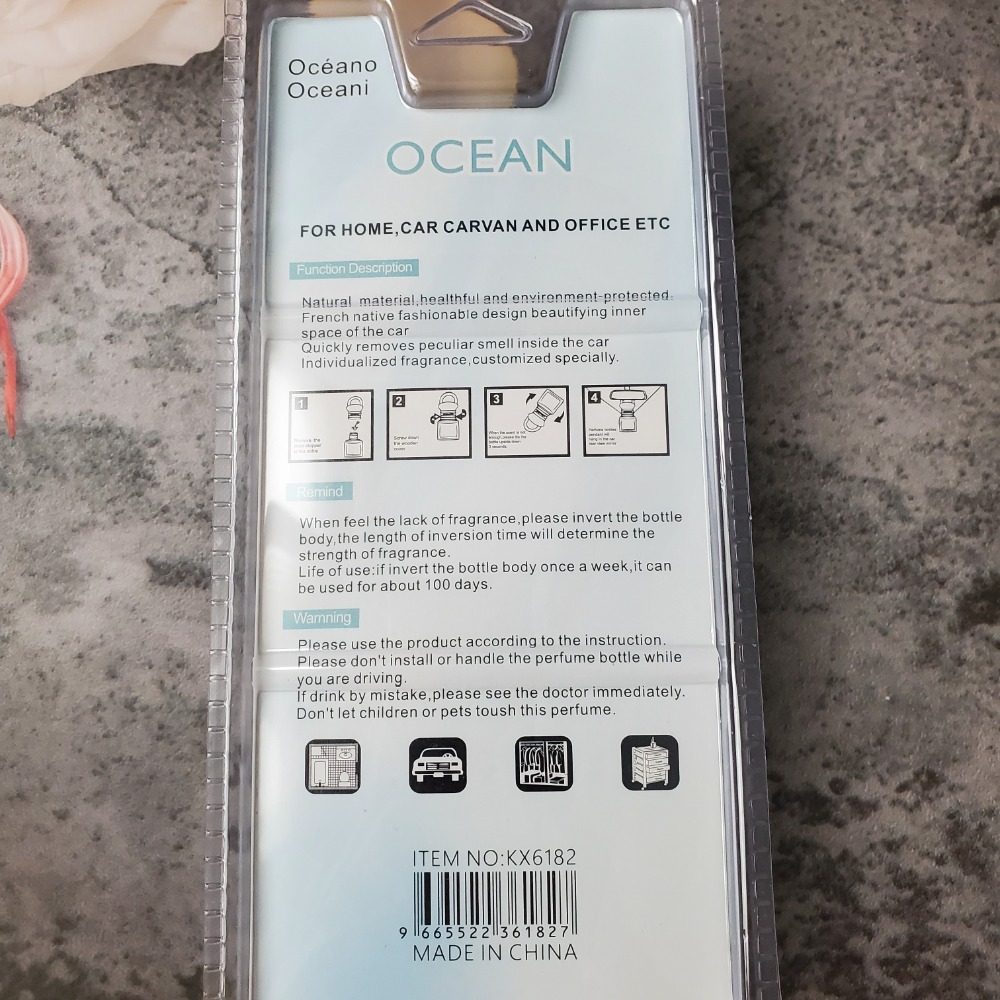 Océano
Oceani
OCEAN
FOR HOME,CAR CARVAN AND OFFICE ETC
Function Description
Natural material,healthful and environment-protected.
French native fashionable design beautifying inner
space of the car
Quickly removes peculiar smell inside the car
Individualized fragrance,customized specially.
1
2
3
4
Screw down
the wooden
cover
Remind
When feel the lack of fragrance,please invert the bottle
body,the length of inversion time will determine the
strength of fragrance.
Life of use:if invert the bottle body once a week,it can
be used for about 100 days.
Warnning
Please use the product according to the instruction.
Please don't install or handle the perfume bottle while
you are driving.
If drink by mistake,please see the doctor immediately.
Don't let children or pets toush this perfume.
ITEM NO:KX6182
9 665522 361827
MADE IN CHINA